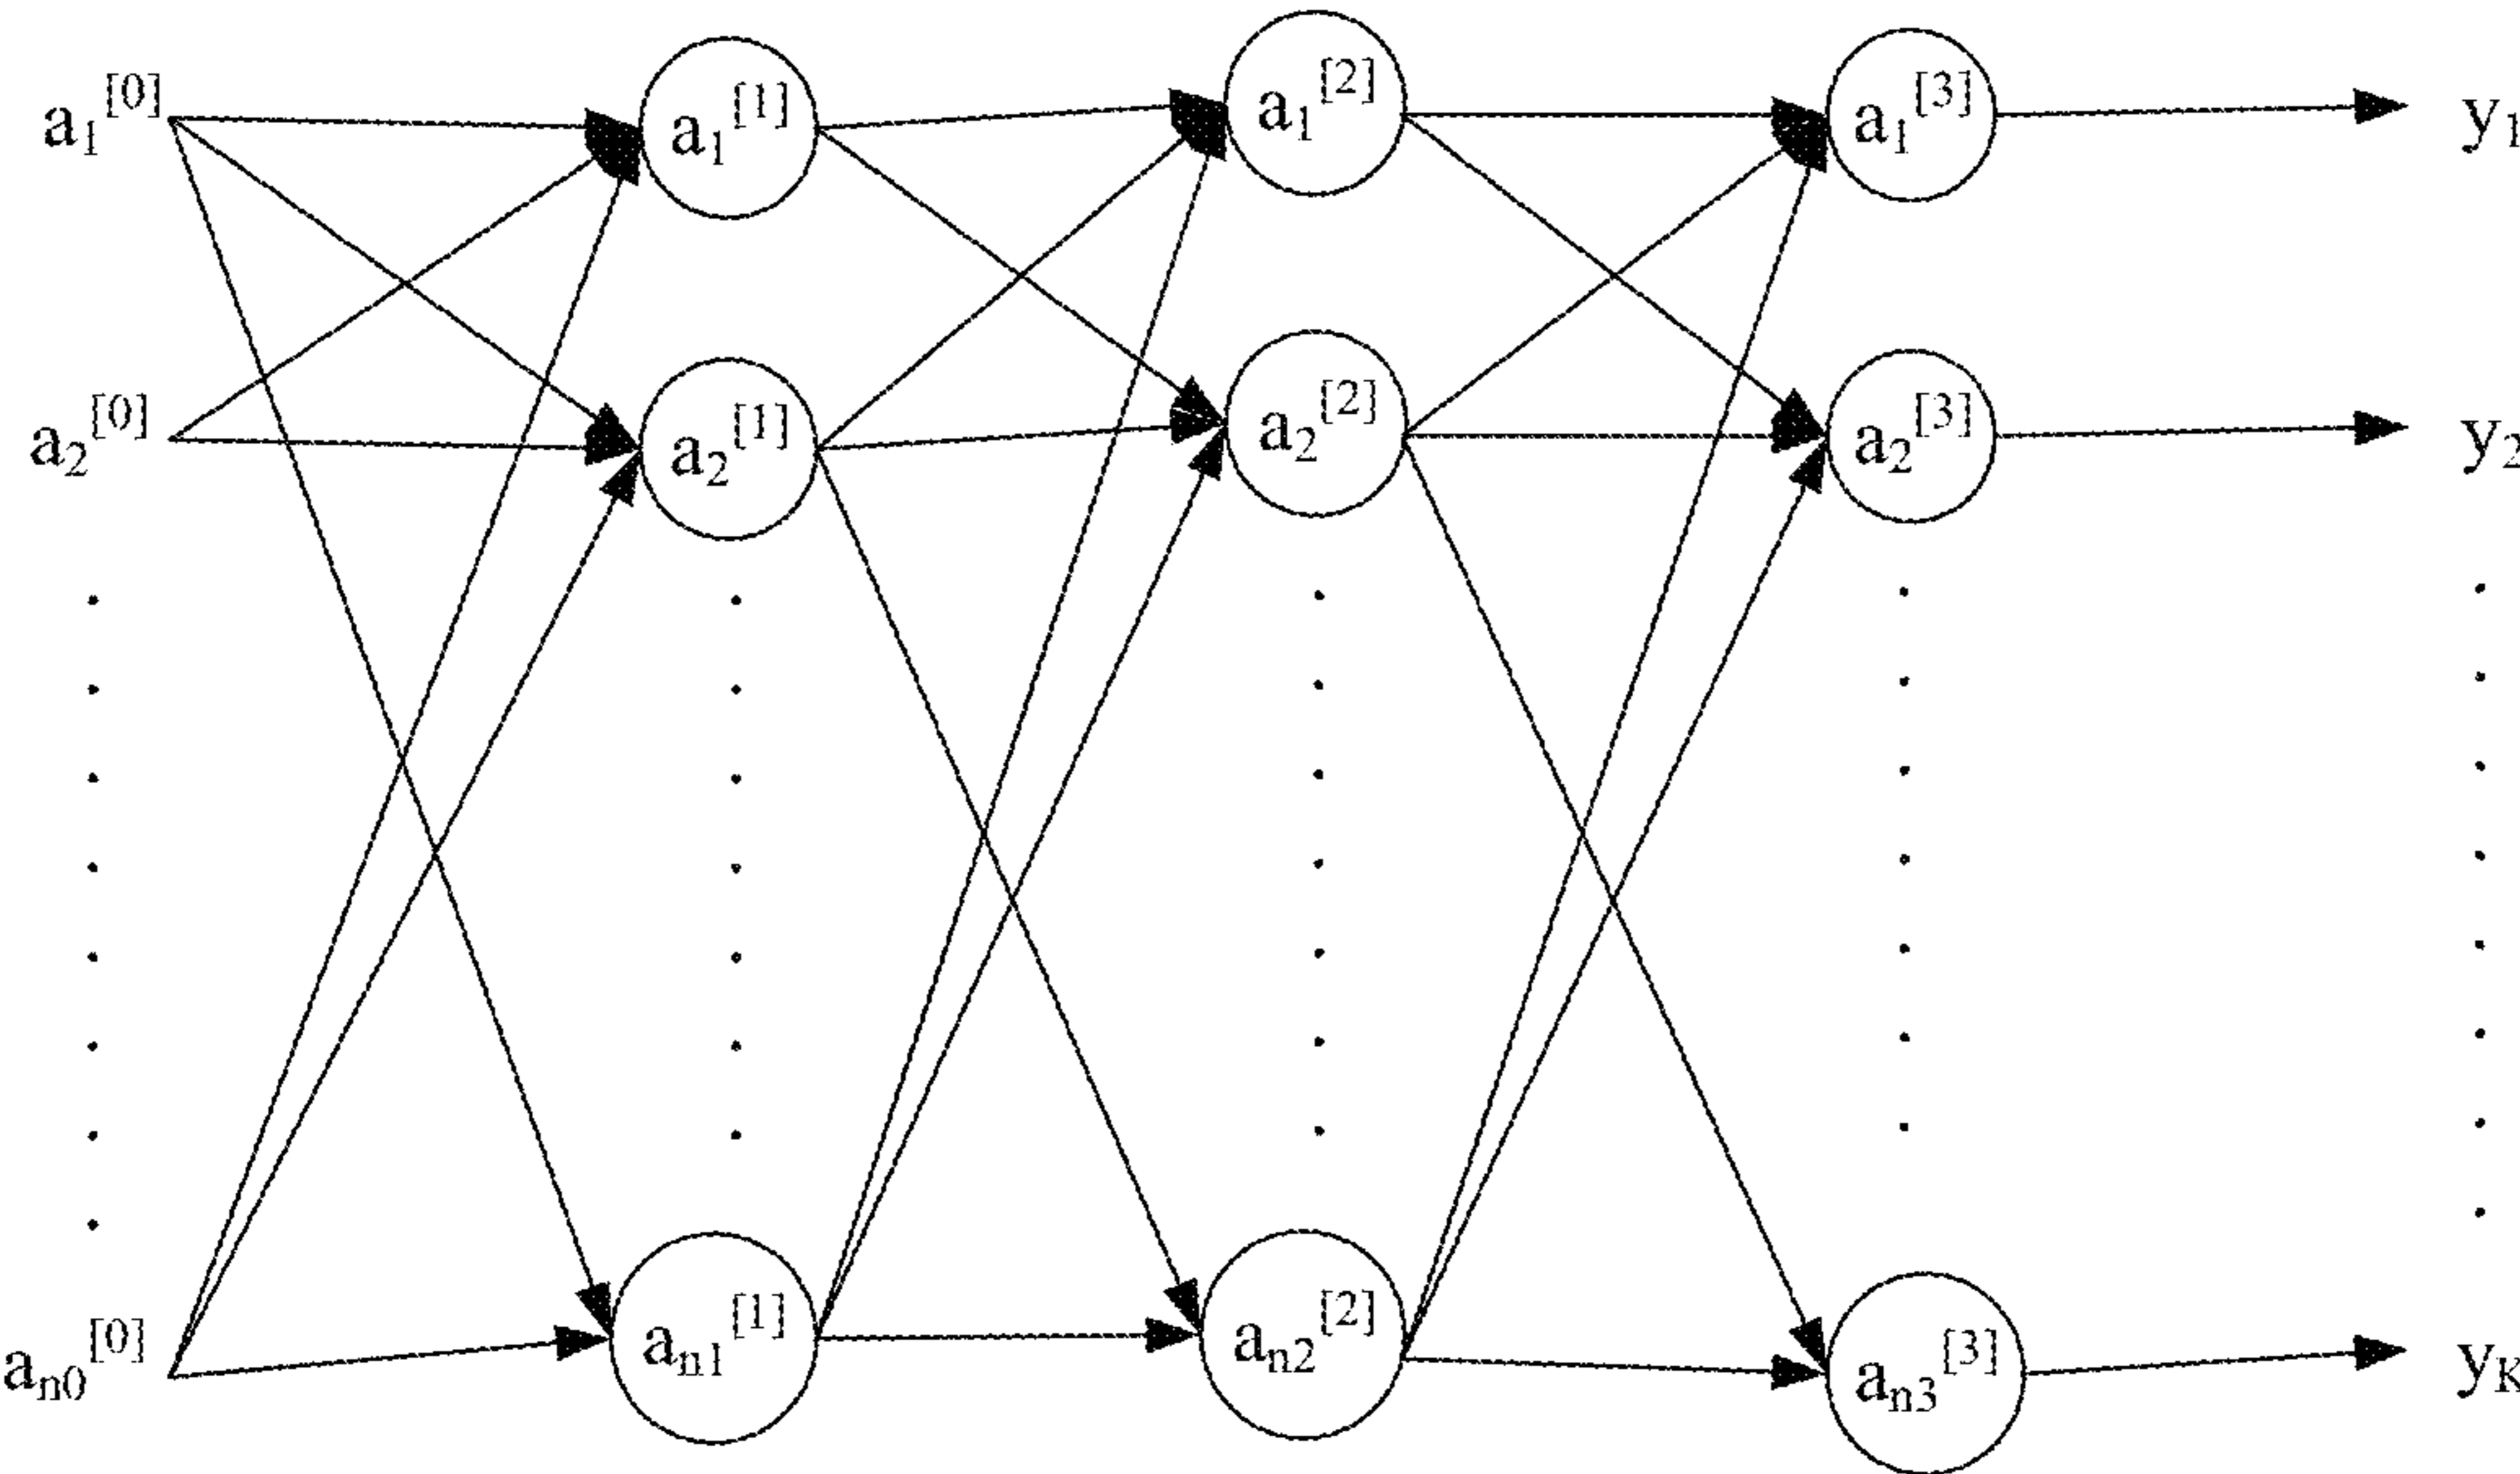 a₁[0] a₁[1] a₁[2] a₁[3] y₁
a₂[0] a₂[1] a₂[2] a₂[3] y₂
aₙ₀[0] aₙ₁[1] aₙ₂[2] aₙ₃[3] y_K